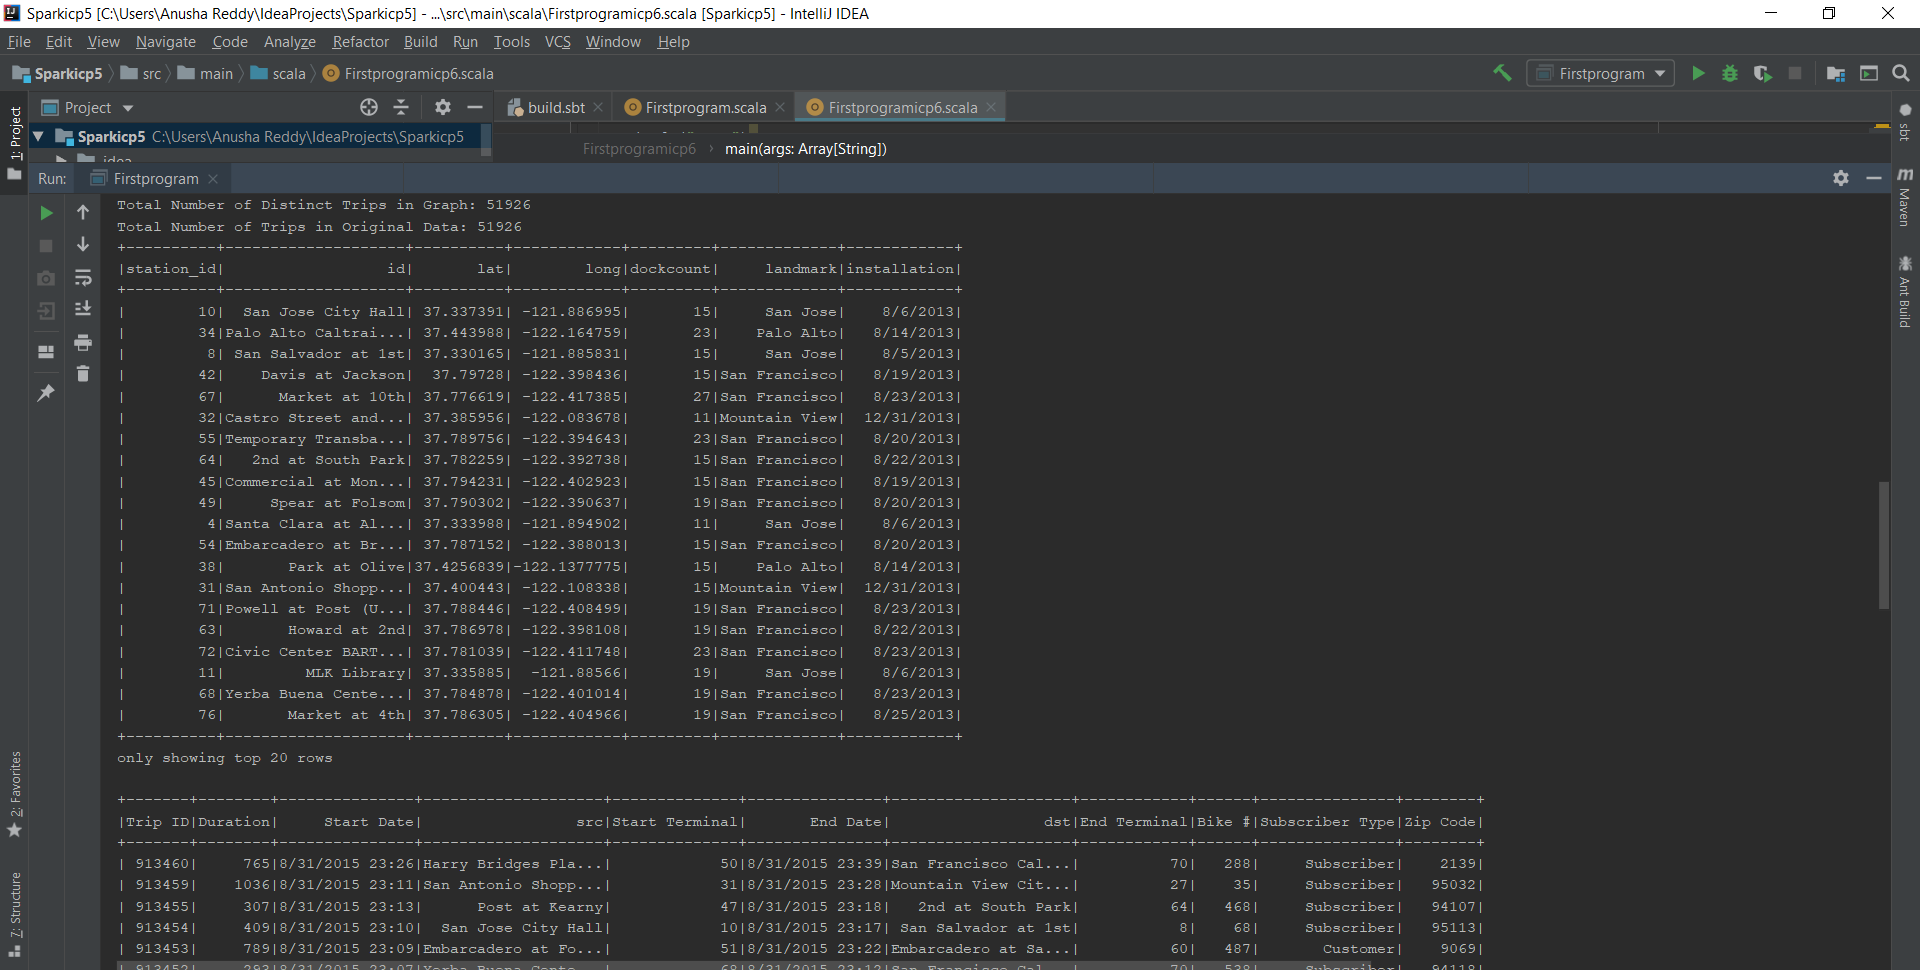 Sparkicp5 [C:\Users\Anusha Reddy\IdeaProjects\Sparkicp5] - ...\src\main\scala\Firstprogramicp6.scala [Sparkicp5] - IntelliJ IDEA
File Edit View Navigate Code Analyze Refactor Build Run Tools VCS Window Help
Sparkicp5 src main scala Firstprogramicp6.scala Firstprogram
Project build.sbt Firstprogram.scala Firstprogramicp6.scala
Sparkicp5 C:\Users\Anusha Reddy\IdeaProjects\Sparkicp5
idea
Firstprogramicp6 › main(args: Array[String])
Run: Firstprogram
1: Project
2: Favorites
7: Structure
sbt
Maven
Ant Build
Total Number of Distinct Trips in Graph: 51926
Total Number of Trips in Original Data: 51926
+----------+--------------------+----------+------------+---------+-------------+------------+
|station_id|                  id|       lat|        long|dockcount|     landmark|installation|
+----------+--------------------+----------+------------+---------+-------------+------------+
|        10|  San Jose City Hall| 37.337391| -121.886995|       15|     San Jose|    8/6/2013|
|        34|Palo Alto Caltrai...| 37.443988| -122.164759|       23|    Palo Alto|   8/14/2013|
|         8| San Salvador at 1st| 37.330165| -121.885831|       15|     San Jose|    8/5/2013|
|        42|    Davis at Jackson|  37.79728| -122.398436|       15|San Francisco|   8/19/2013|
|        67|      Market at 10th| 37.776619| -122.417385|       27|San Francisco|   8/23/2013|
|        32|Castro Street and...| 37.385956| -122.083678|       11|Mountain View|  12/31/2013|
|        55|Temporary Transba...| 37.789756| -122.394643|       23|San Francisco|   8/20/2013|
|        64|   2nd at South Park| 37.782259| -122.392738|       15|San Francisco|   8/22/2013|
|        45|Commercial at Mon...| 37.794231| -122.402923|       15|San Francisco|   8/19/2013|
|        49|     Spear at Folsom| 37.790302| -122.390637|       19|San Francisco|   8/20/2013|
|         4|Santa Clara at Al...| 37.333988| -121.894902|       11|     San Jose|    8/6/2013|
|        54|Embarcadero at Br...| 37.787152| -122.388013|       15|San Francisco|   8/20/2013|
|        38|       Park at Olive|37.4256839|-122.1377775|       15|    Palo Alto|   8/14/2013|
|        31|San Antonio Shopp...| 37.400443| -122.108338|       15|Mountain View|  12/31/2013|
|        71|Powell at Post (U...| 37.788446| -122.408499|       19|San Francisco|   8/23/2013|
|        63|       Howard at 2nd| 37.786978| -122.398108|       19|San Francisco|   8/22/2013|
|        72|Civic Center BART...| 37.781039| -122.411748|       23|San Francisco|   8/23/2013|
|        11|         MLK Library| 37.335885|  -121.88566|       19|     San Jose|    8/6/2013|
|        68|Yerba Buena Cente...| 37.784878| -122.401014|       19|San Francisco|   8/23/2013|
|        76|       Market at 4th| 37.786305| -122.404966|       19|San Francisco|   8/25/2013|
+----------+--------------------+----------+------------+---------+-------------+------------+
only showing top 20 rows
+-------+--------+---------------+--------------------+--------------+---------------+--------------------+------------+------+---------------+--------+
|Trip ID|Duration|     Start Date|                 src|Start Terminal|       End Date|                 dst|End Terminal|Bike #|Subscriber Type|Zip Code|
+-------+--------+---------------+--------------------+--------------+---------------+--------------------+------------+------+---------------+--------+
| 913460|     765|8/31/2015 23:26|Harry Bridges Pla...|            50|8/31/2015 23:39|San Francisco Cal...|          70|   288|     Subscriber|    2139|
| 913459|    1036|8/31/2015 23:11|San Antonio Shopp...|            31|8/31/2015 23:28|Mountain View Cit...|          27|    35|     Subscriber|   95032|
| 913455|     307|8/31/2015 23:13|      Post at Kearny|            47|8/31/2015 23:18|   2nd at South Park|          64|   468|     Subscriber|   94107|
| 913454|     409|8/31/2015 23:10|  San Jose City Hall|            10|8/31/2015 23:17| San Salvador at 1st|           8|    68|     Subscriber|   95113|
| 913453|     789|8/31/2015 23:09|Embarcadero at Fo...|            51|8/31/2015 23:22|Embarcadero at Sa...|          60|   487|       Customer|    9069|
| 913452|     293|8/31/2015 23:07|Yerba Buena Cente...|            68|8/31/2015 23:12|San Francisco Cal...|          70|   538|     Subscriber|   94118|